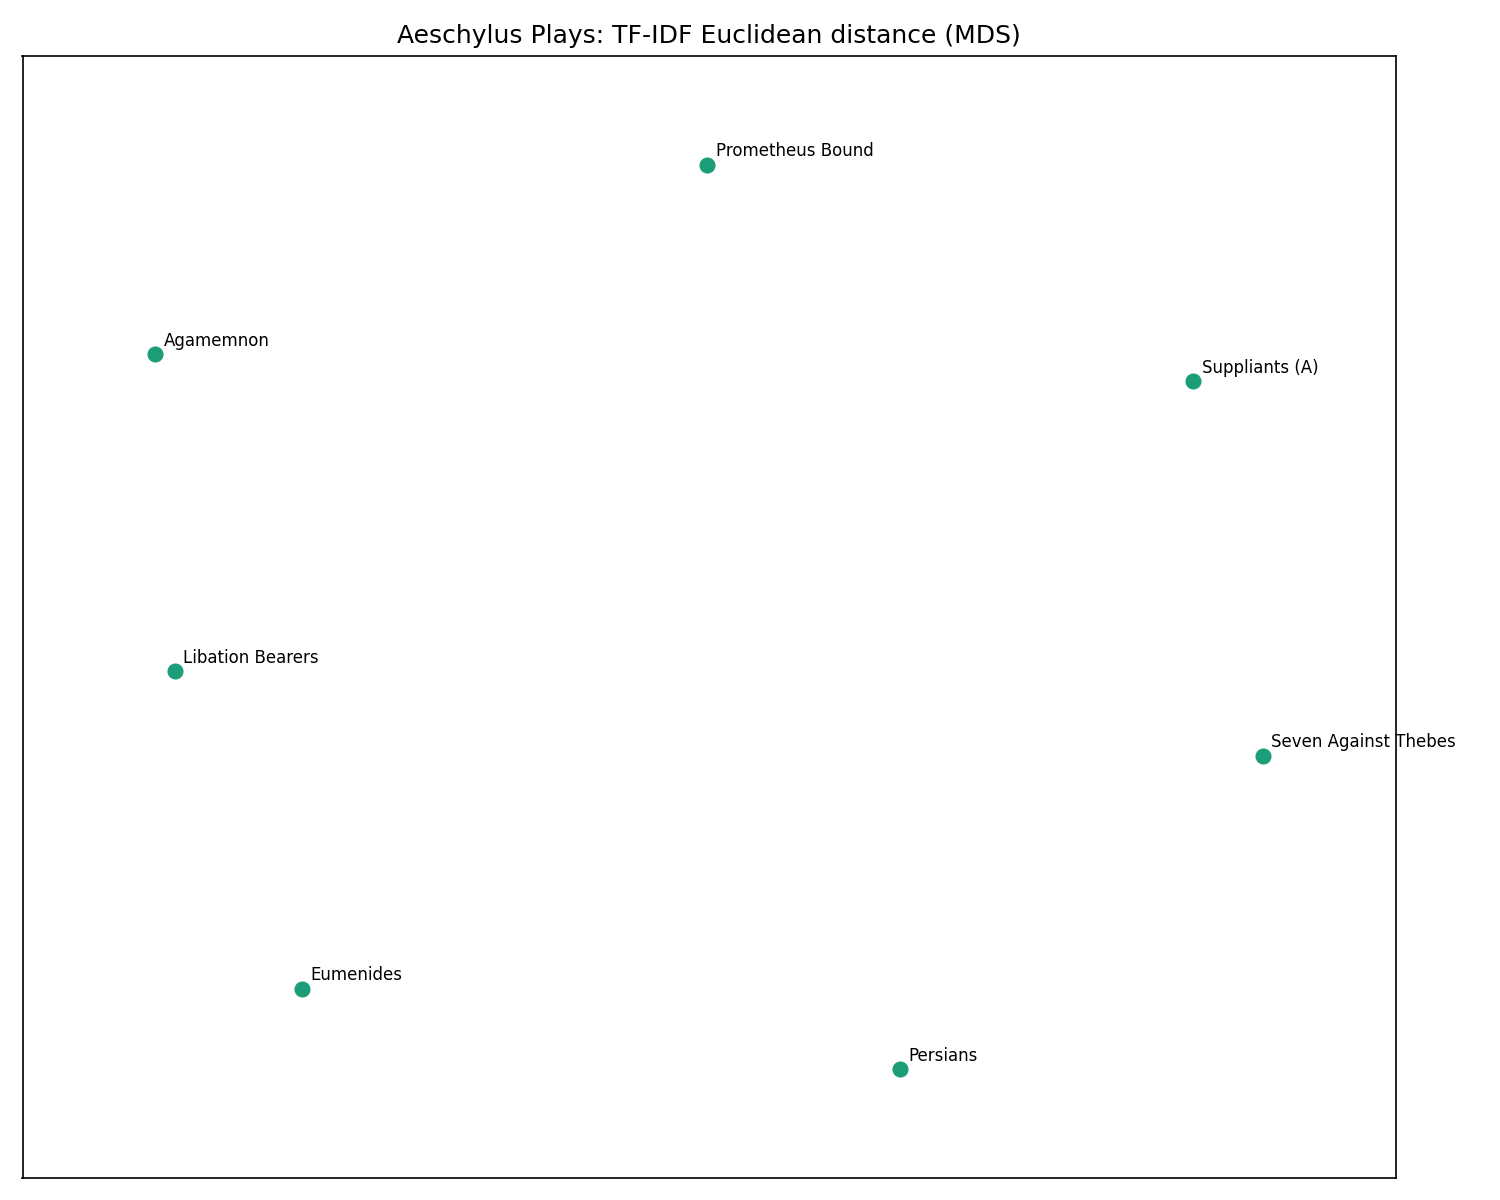 Aeschylus Plays: TF-IDF Euclidean distance (MDS)
Prometheus Bound
Agamemnon
Suppliants (A)
Libation Bearers
Seven Against Thebes
Eumenides
Persians